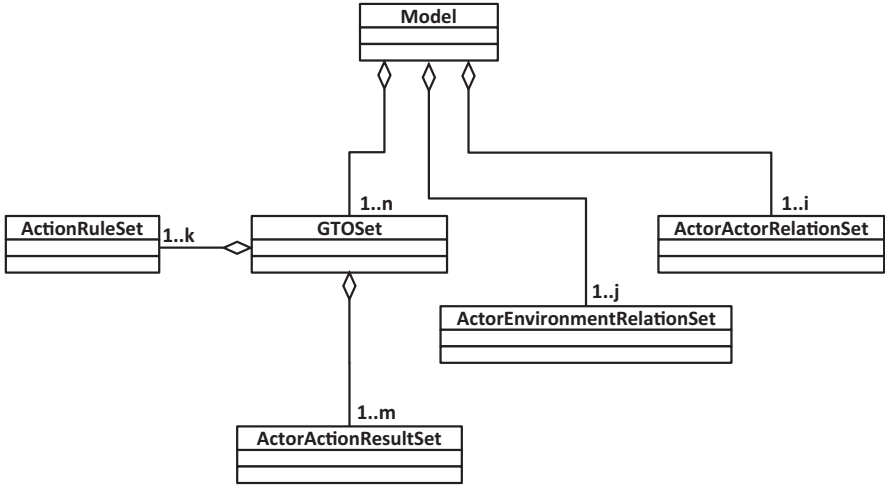 Model
1..n
1..i
ActionRuleSet
1..k
GTOSet
ActorActorRelationSet
1..j
ActorEnvironmentRelationSet
1..m
ActorActionResultSet